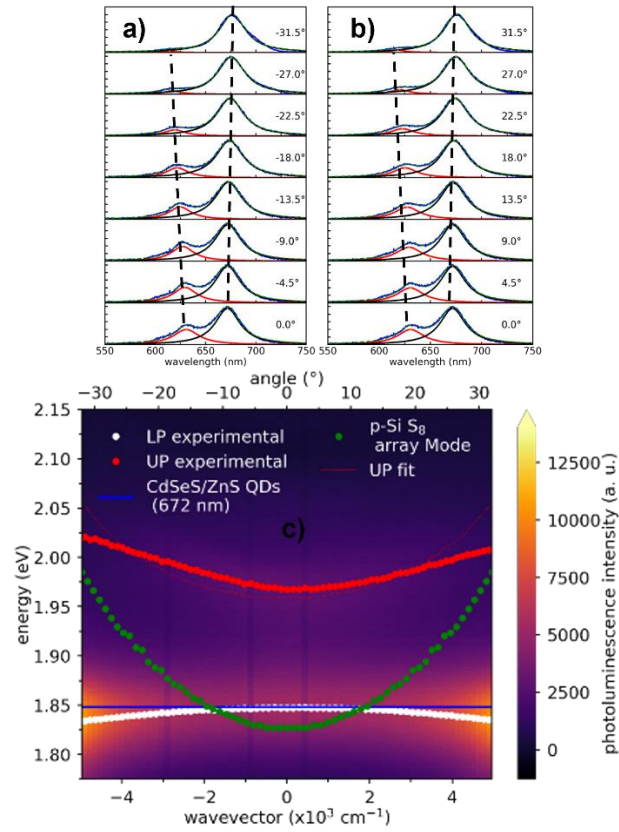 a)
-31.5°
-27.0°
-22.5°
-18.0°
-13.5°
-9.0°
-4.5°
0.0°
550 600 650 700 750
wavelength (nm)
b)
31.5°
27.0°
22.5°
18.0°
13.5°
9.0°
4.5°
0.0°
550 600 650 700 750
wavelength (nm)
angle (°)
−30 −20 −10 0 10 20 30
2.15
2.10
2.05
2.00
1.95
1.90
1.85
1.80
energy (eV)
LP experimental
UP experimental
CdSeS/ZnS QDs
(672 nm)
p-Si S8
array Mode
UP fit
c)
−4 −2 0 2 4
wavevector (x10³ cm⁻¹)
12500
10000
7500
5000
2500
0
photoluminescence intensity (a. u.)